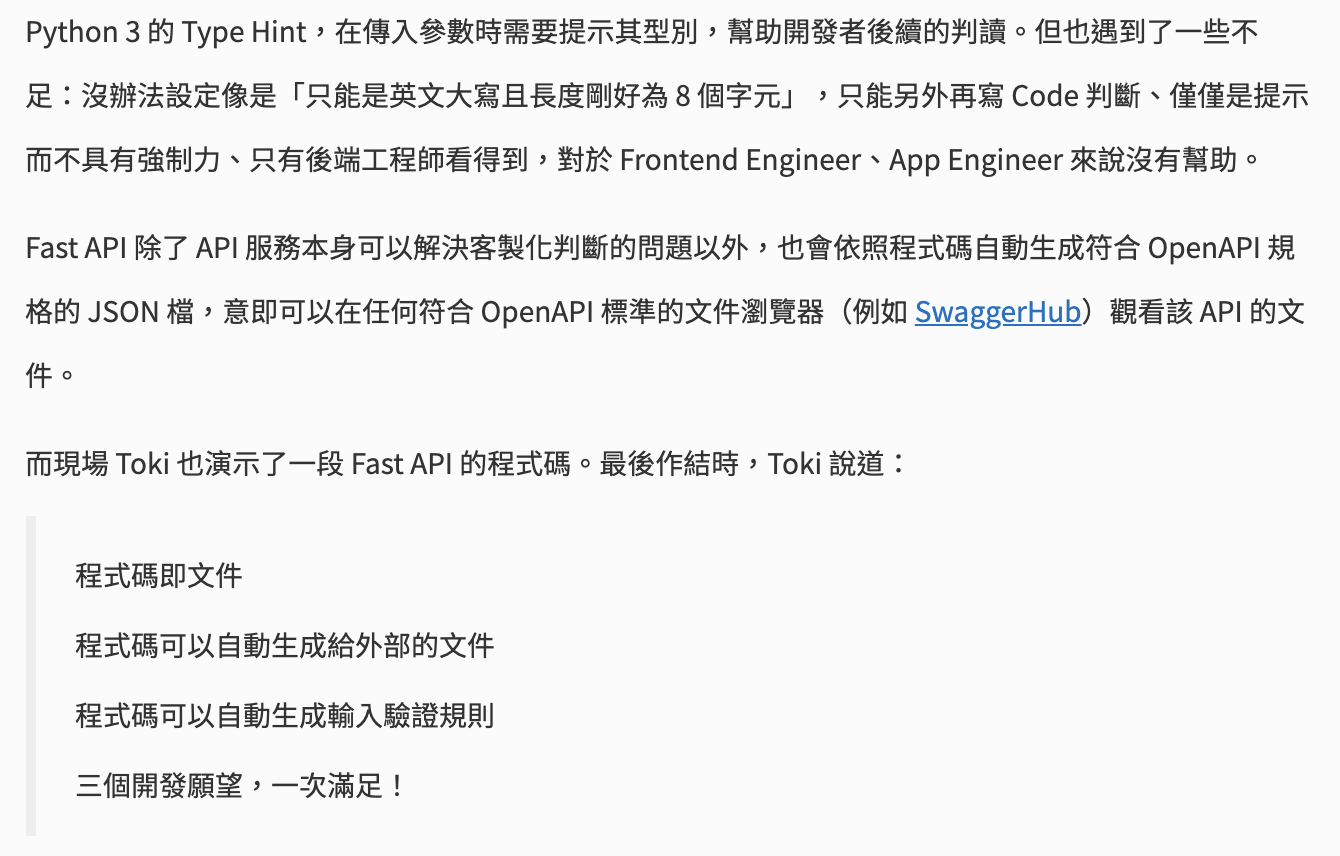 Python 3 的 Type Hint，在傳入參數時需要提示其型別，幫助開發者後續的判讀。但也遇到了一些不
足：沒辦法設定像是「只能是英文大寫且長度剛好為 8 個字元」，只能另外再寫 Code 判斷、僅僅是提示
而不具有強制力、只有後端工程師看得到，對於 Frontend Engineer、App Engineer 來說沒有幫助。
Fast API 除了 API 服務本身可以解決客製化判斷的問題以外，也會依照程式碼自動生成符合 OpenAPI 規
格的 JSON 檔，意即可以在任何符合 OpenAPI 標準的文件瀏覽器（例如 SwaggerHub）觀看該 API 的文
件。
而現場 Toki 也演示了一段 Fast API 的程式碼。最後作結時，Toki 說道：
程式碼即文件
程式碼可以自動生成給外部的文件
程式碼可以自動生成輸入驗證規則
三個開發願望，一次滿足！